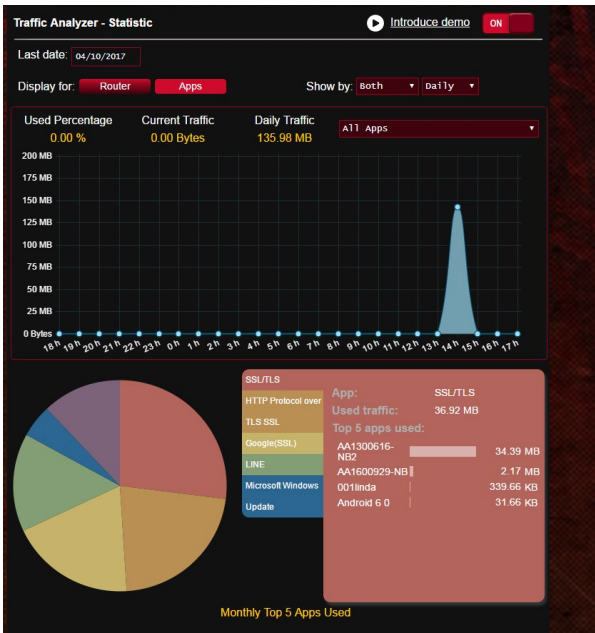 Traffic Analyzer - Statistic
Introduce demo
ON
Last date: 04/10/2017
Display for: Router Apps
Show by: Both Daily
Used Percentage Current Traffic Daily Traffic
0.00 % 0.00 Bytes 135.98 MB
All Apps
200 MB
175 MB
150 MB
125 MB
100 MB
75 MB
50 MB
25 MB
0 Bytes
18 h 19 h 20 h 21 h 22 h 23 h 0 h 1 h 2 h 3 h 4 h 5 h 6 h 7 h 8 h 9 h 10 h 11 h 12 h 13 h 14 h 15 h 16 h 17 h
SSL/TLS
HTTP Protocol over
TLS SSL
Google(SSL)
LINE
Microsoft Windows
Update
App: SSL/TLS
Used traffic: 36.92 MB
Top 5 apps used:
AA1300616-
NB2 34.39 MB
AA1600929-NB 2.17 MB
001linda 339.66 KB
Android 6 0 31.66 KB
Monthly Top 5 Apps Used